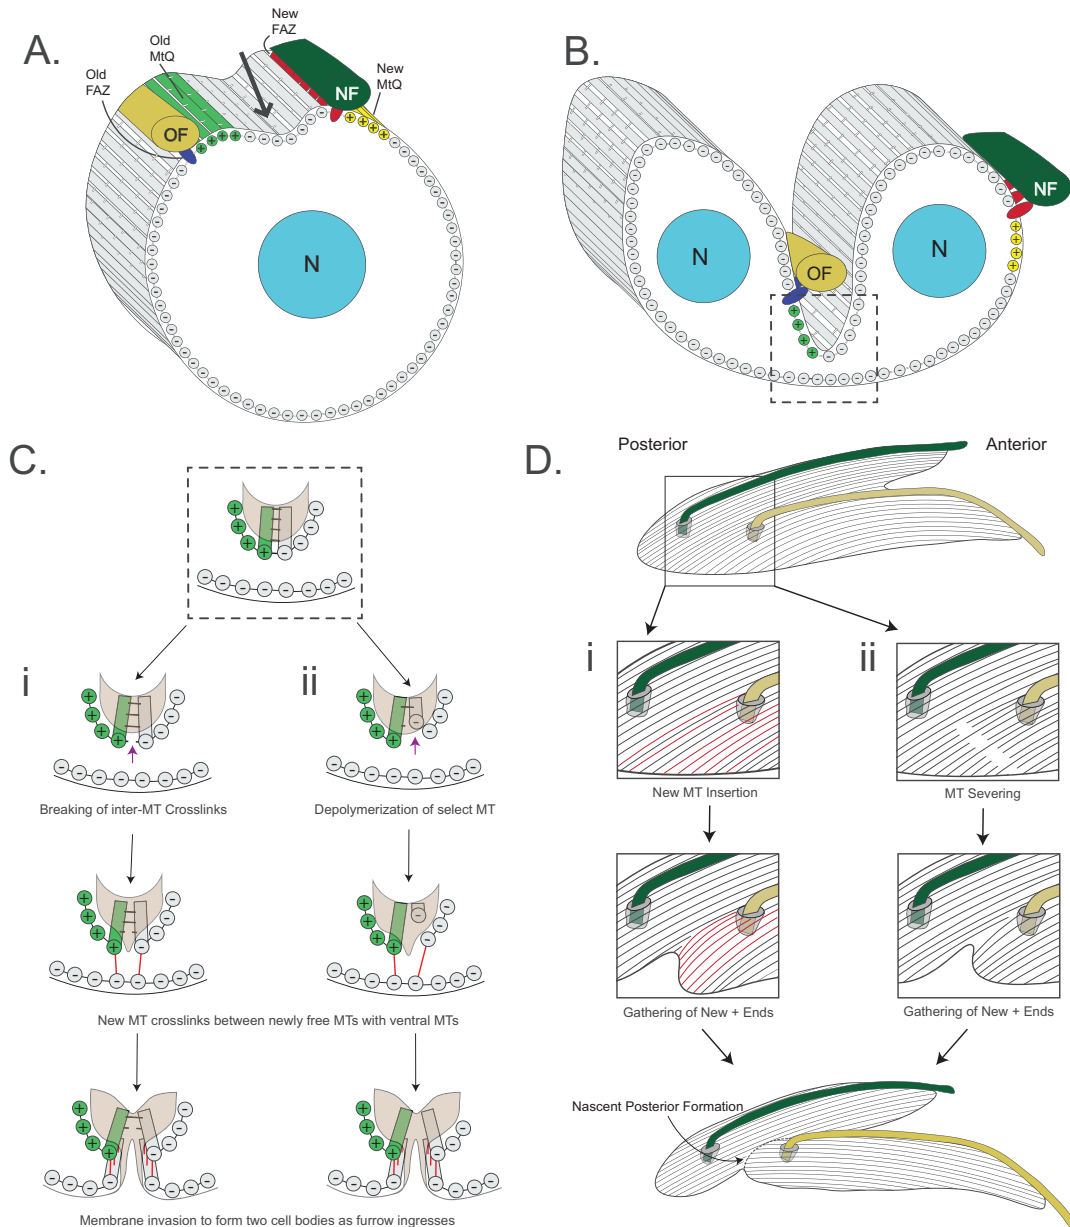 A.
New
FAZ
Old
MtQ
Old
FAZ
OF
NF
New
MtQ
N
B.
NF
OF
N
N
C.
i
ii
Breaking of inter-MT Crosslinks
Depolymerization of select MT
New MT crosslinks between newly free MTs with ventral MTs
Membrane invasion to form two cell bodies as furrow ingresses
D.
Posterior
Anterior
i
ii
New MT Insertion
MT Severing
Gathering of New + Ends
Gathering of New + Ends
Nascent Posterior Formation